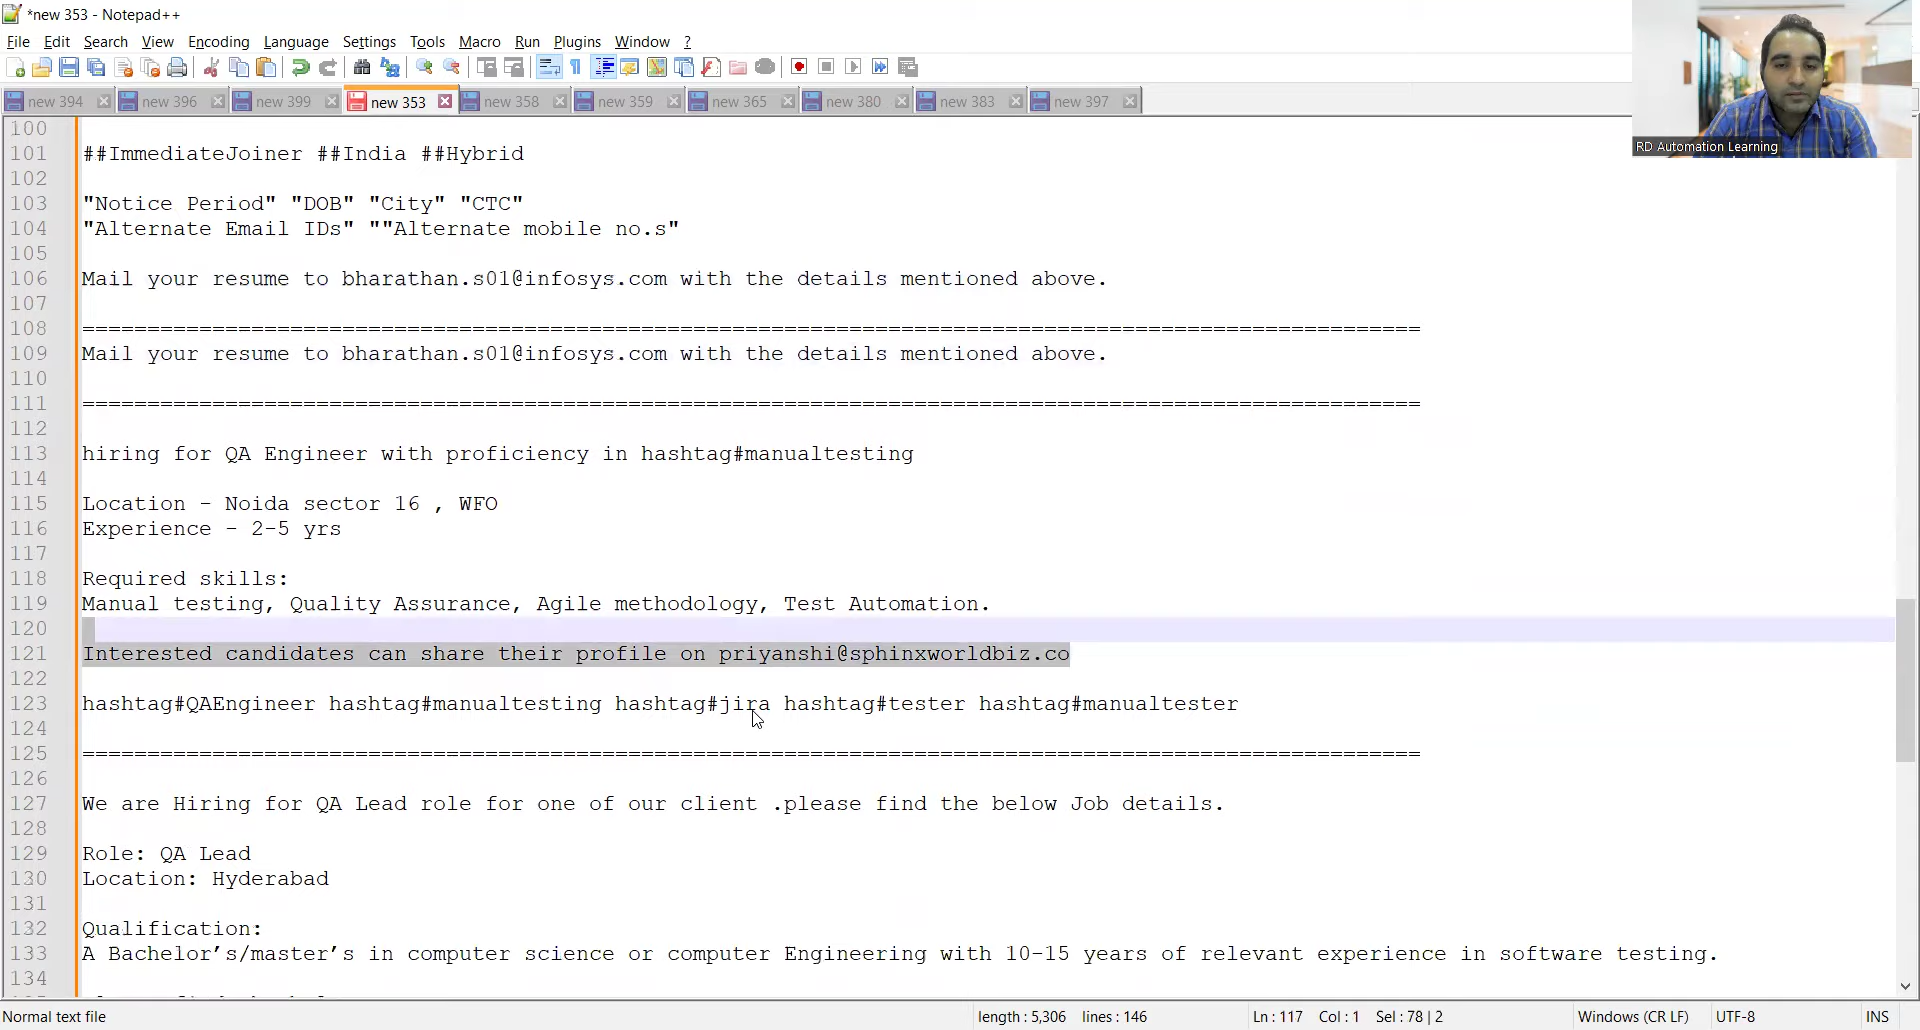 *new 353 - Notepad++
File Edit Search View Encoding Language Settings Tools Macro Run Plugins Window ?
new 394 new 396 new 399 new 353 new 358 new 359 new 365 new 380 new 383 new 397
RD Automation Learning
100
101 ##ImmediateJoiner ##India ##Hybrid
102
103 "Notice Period" "DOB" "City" "CTC"
104 "Alternate Email IDs" ""Alternate mobile no.s"
105
106 Mail your resume to bharathan.s01@infosys.com with the details mentioned above.
107
108 =======================================================================================================
109 Mail your resume to bharathan.s01@infosys.com with the details mentioned above.
110
111 =======================================================================================================
112
113 hiring for QA Engineer with proficiency in hashtag#manualtesting
114
115 Location - Noida sector 16 , WFO
116 Experience - 2-5 yrs
117
118 Required skills:
119 Manual testing, Quality Assurance, Agile methodology, Test Automation.
120
121 Interested candidates can share their profile on priyanshi@sphinxworldbiz.co
122
123 hashtag#QAEngineer hashtag#manualtesting hashtag#jira hashtag#tester hashtag#manualtester
124
125 =======================================================================================================
126
127 We are Hiring for QA Lead role for one of our client .please find the below Job details.
128
129 Role: QA Lead
130 Location: Hyderabad
131
132 Qualification:
133 A Bachelor’s/master’s in computer science or computer Engineering with 10-15 years of relevant experience in software testing.
134
Normal text file length : 5,306 lines : 146 Ln : 117 Col : 1 Sel : 78 | 2 Windows (CR LF) UTF-8 INS